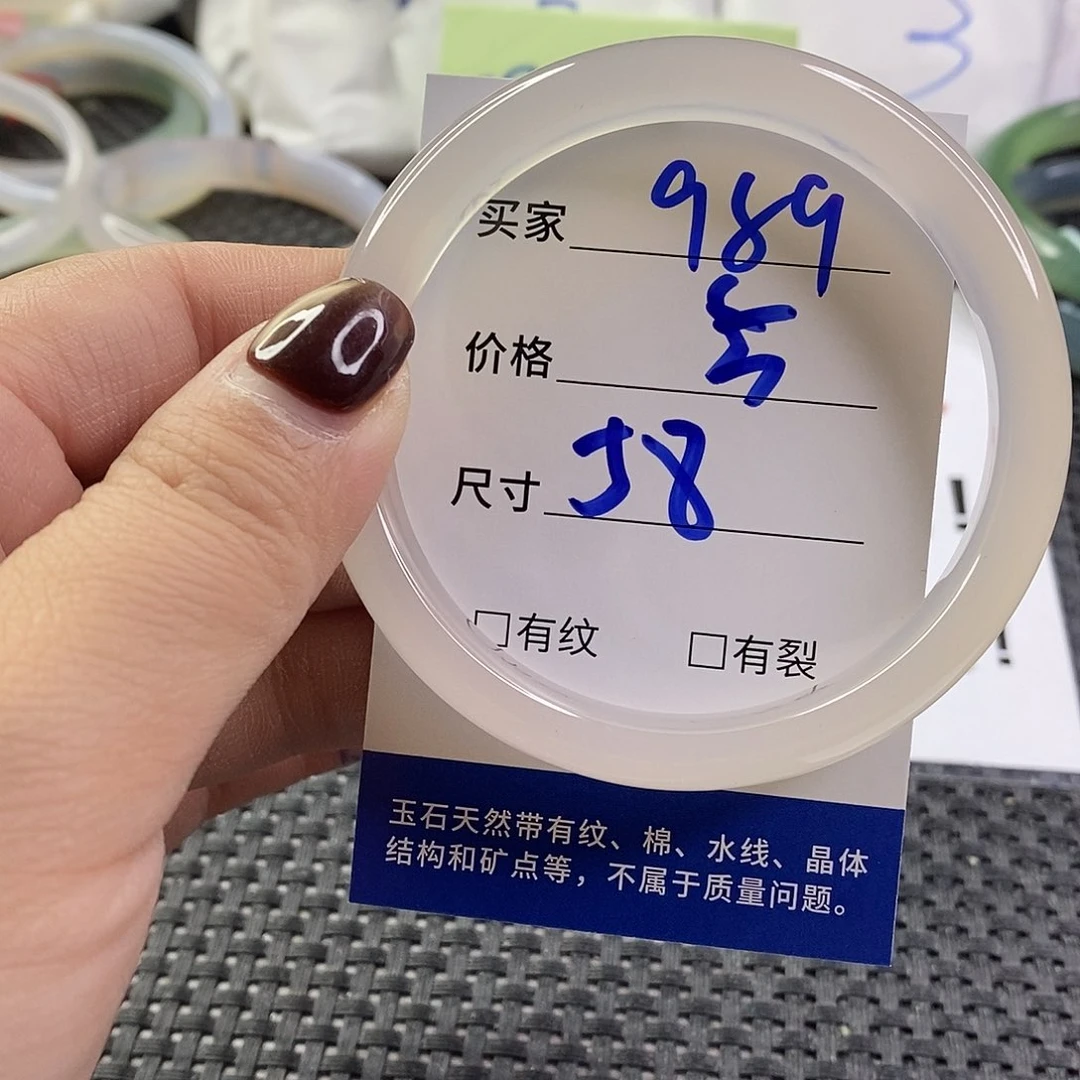 买家 989
价格
尺寸 58
□有纹 □有裂
玉石天然带有纹、棉、水线、晶体
结构和矿点等，不属于质量问题。